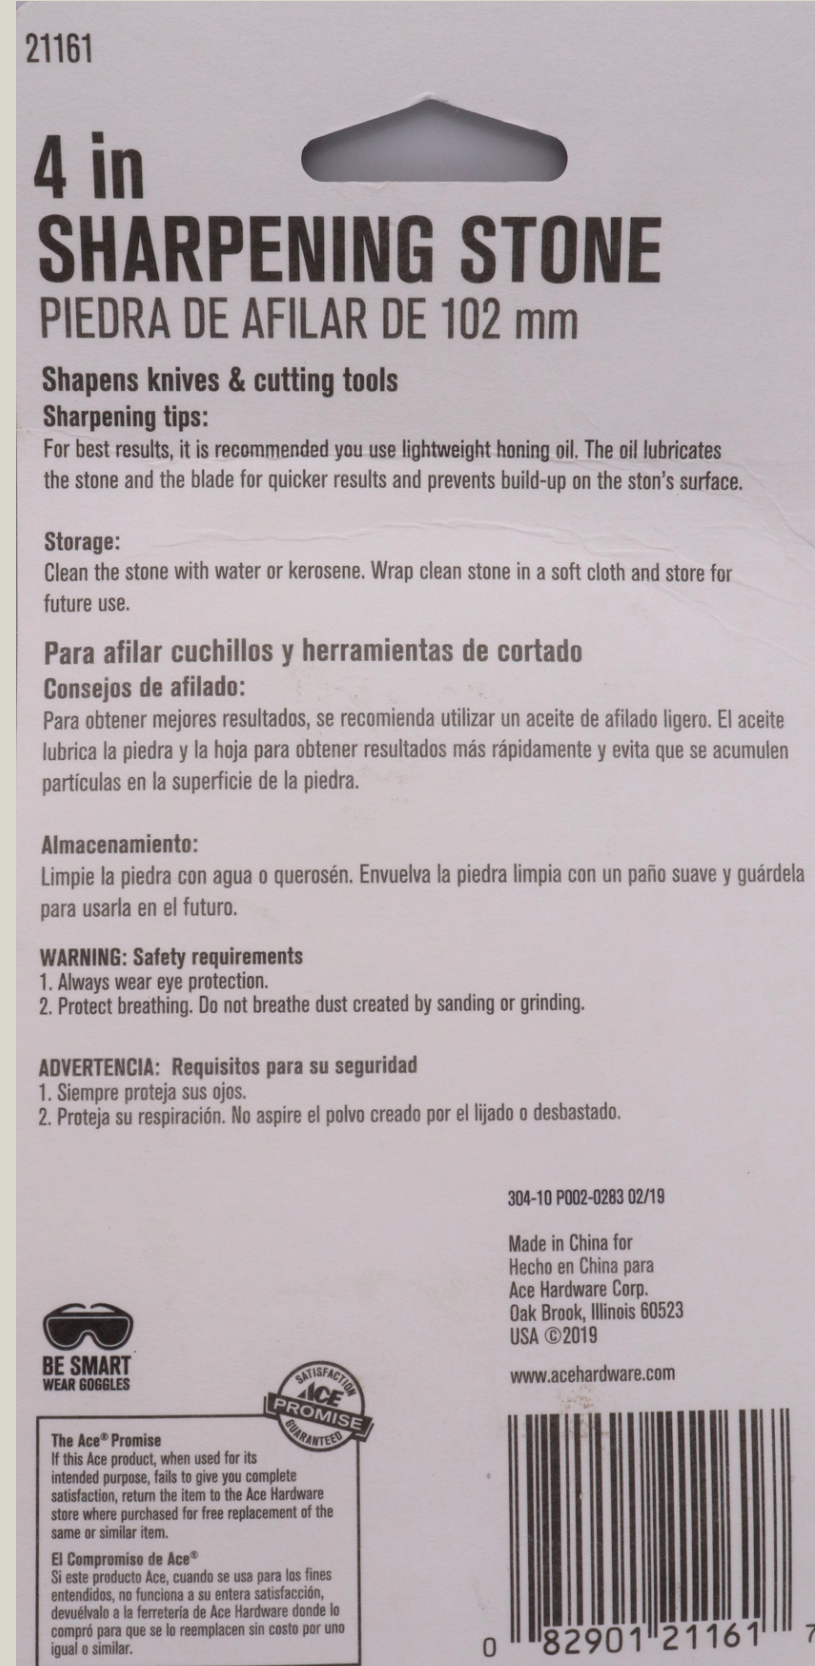 21161
4 in
SHARPENING STONE
PIEDRA DE AFILAR DE 102 mm
Shapens knives & cutting tools
Sharpening tips:
For best results, it is recommended you use lightweight honing oil. The oil lubricates
the stone and the blade for quicker results and prevents build-up on the ston's surface.
Storage:
Clean the stone with water or kerosene. Wrap clean stone in a soft cloth and store for
future use.
Para afilar cuchillos y herramientas de cortado
Consejos de afilado:
Para obtener mejores resultados, se recomienda utilizar un aceite de afilado ligero. El aceite
lubrica la piedra y la hoja para obtener resultados más rápidamente y evita que se acumulen
partículas en la superficie de la piedra.
Almacenamiento:
Limpie la piedra con agua o querosén. Envuelva la piedra limpia con un paño suave y guárdela
para usarla en el futuro.
WARNING: Safety requirements
1. Always wear eye protection.
2. Protect breathing. Do not breathe dust created by sanding or grinding.
ADVERTENCIA: Requisitos para su seguridad
1. Siempre proteja sus ojos.
2. Proteja su respiración. No aspire el polvo creado por el lijado o desbastado.
304-10 P002-0283 02/19
Made in China for
Hecho en China para
Ace Hardware Corp.
Oak Brook, Illinois 60523
USA ©2019
www.acehardware.com
BE SMART
WEAR GOGGLES
SATISFACTION
ACE
PROMISE
GUARANTEED
The Ace® Promise
If this Ace product, when used for its
intended purpose, fails to give you complete
satisfaction, return the item to the Ace Hardware
store where purchased for free replacement of the
same or similar item.
El Compromiso de Ace®
Si este producto Ace, cuando se usa para los fines
entendidos, no funciona a su entera satisfacción,
devuélvalo a la ferretería de Ace Hardware donde lo
compró para que se lo reemplacen sin costo por uno
igual o similar.
0 82901 21161 7